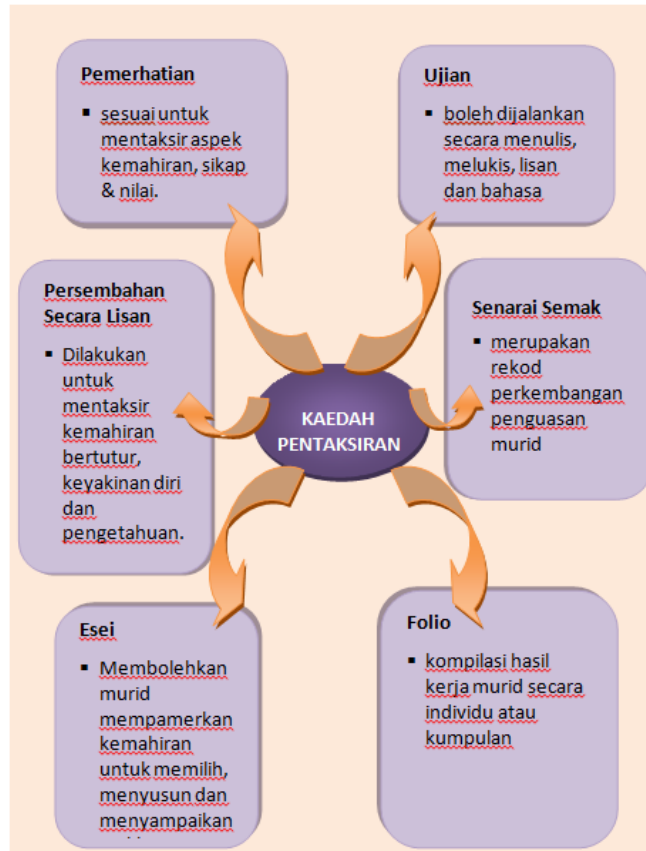 Pemerhatian
▪ sesuai untuk
mentaksir aspek
kemahiran, sikap
& nilai.
Ujian
▪ boleh dijalankan
secara menulis,
melukis, lisan
dan bahasa
Persembahan
Secara Lisan
▪ Dilakukan
untuk
mentaksir
kemahiran
bertutur,
keyakinan diri
dan
pengetahuan.
KAEDAH
PENTAKSIRAN
Senarai Semak
▪ merupakan
rekod
perkembangan
penguasan
murid
Esei
▪ Membolehkan
murid
mempamerkan
kemahiran
untuk memilih,
menyusun dan
menyampaikan
Folio
▪ kompilasi hasil
kerja murid secara
individu atau
kumpulan